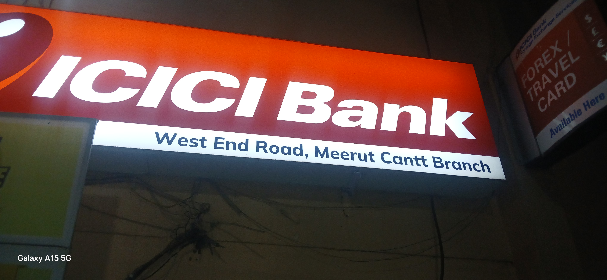 ICICI Bank
West End Road, Meerut Cantt Branch
FOREX /
TRAVEL
CARD
Available Here
Galaxy A15 5G